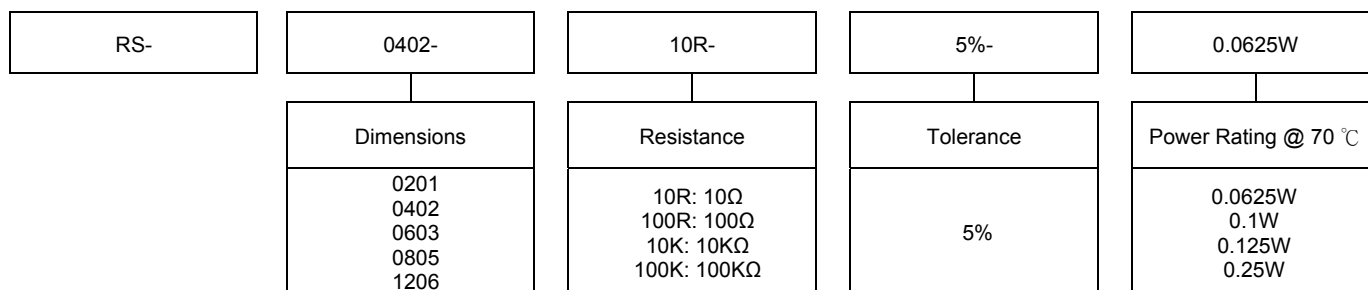 RS-
0402-
10R-
5%-
0.0625W
Dimensions
Resistance
Tolerance
Power Rating @ 70 ℃
0201
0402
0603
0805
1206
10R: 10Ω
100R: 100Ω
10K: 10KΩ
100K: 100KΩ
5%
0.0625W
0.1W
0.125W
0.25W